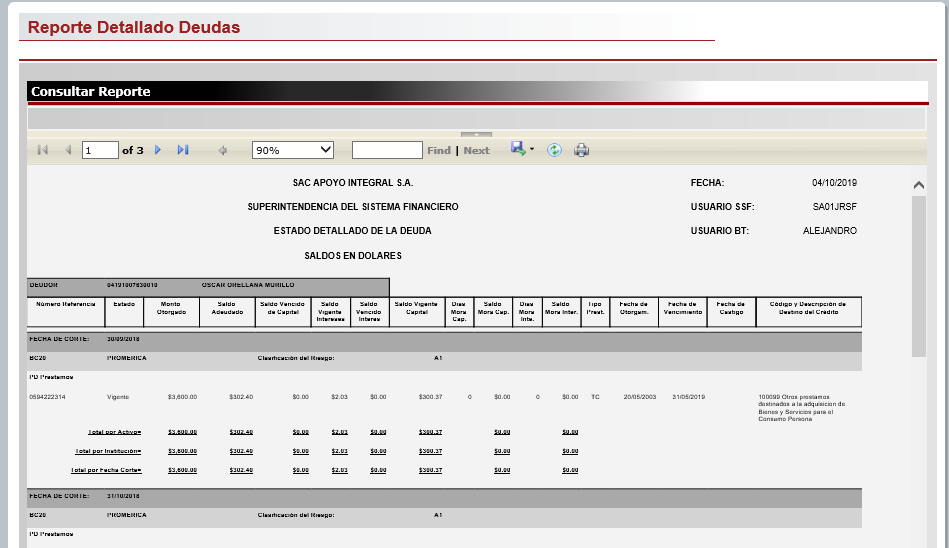 Reporte Detallado Deudas
Consultar Reporte
1 of 3 90% Find | Next
SAC APOYO INTEGRAL S.A. FECHA: 04/10/2019
SUPERINTENDENCIA DEL SISTEMA FINANCIERO USUARIO SSF: SA01JRSF
ESTADO DETALLADO DE LA DEUDA USUARIO BT: ALEJANDRO
SALDOS EN DOLARES
DEUDOR 04191007630010 OSCAR ORELLANA MURILLO
Número Referencia Estado Monto Saldo Saldo Vencido Saldo Saldo Saldo Vigente Dias Saldo Dias Saldo Tipo Fecha de Fecha de Fecha de Código y Descripción de
Otorgado Adeudado de Capital Vigente Vencido Capital Mora Mora Cap. Mora Mora Inter. Prest. Otorgam. Vencimiento Castigo Destino del Crédito
Intereses Interes Cap. Inte.
FECHA DE CORTE: 30/09/2018
BC20 PROMERICA Clasificación del Riesgo: A1
PD Prestamos
0594222314 Vigente $3,600.00 $302.40 $0.00 $2.03 $0.00 $300.37 0 $0.00 0 $0.00 TC 20/05/2003 31/05/2019 100099 Otros prestamos
destinados a la adquisicion de
Bienes y Servicios para el
Consumo Persona
Total por Activo= $3,600.00 $302.40 $0.00 $2.03 $0.00 $300.37 $0.00 $0.00
Total por Institución= $3,600.00 $302.40 $0.00 $2.03 $0.00 $300.37 $0.00 $0.00
Total por Fecha Corte= $3,600.00 $302.40 $0.00 $2.03 $0.00 $300.37 $0.00 $0.00
FECHA DE CORTE: 31/10/2018
BC20 PROMERICA Clasificación del Riesgo: A1
PD Prestamos